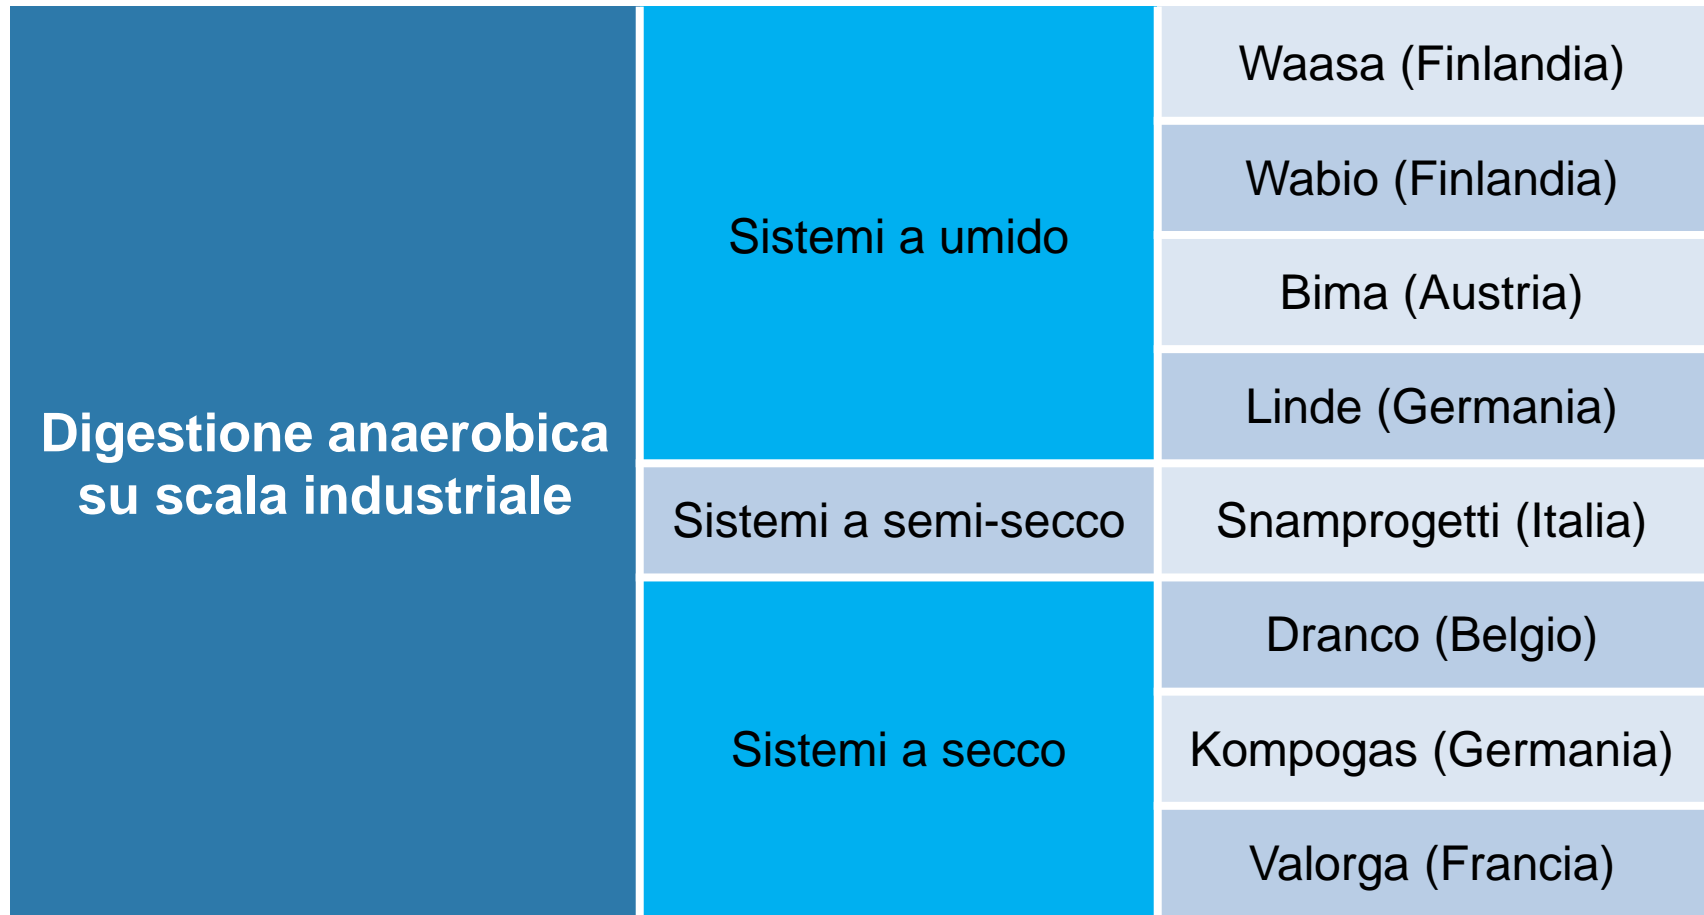 Digestione anaerobica
su scala industriale
Sistemi a umido
Waasa (Finlandia)
Wabio (Finlandia)
Bima (Austria)
Linde (Germania)
Sistemi a semi-secco
Snamprogetti (Italia)
Sistemi a secco
Dranco (Belgio)
Kompogas (Germania)
Valorga (Francia)